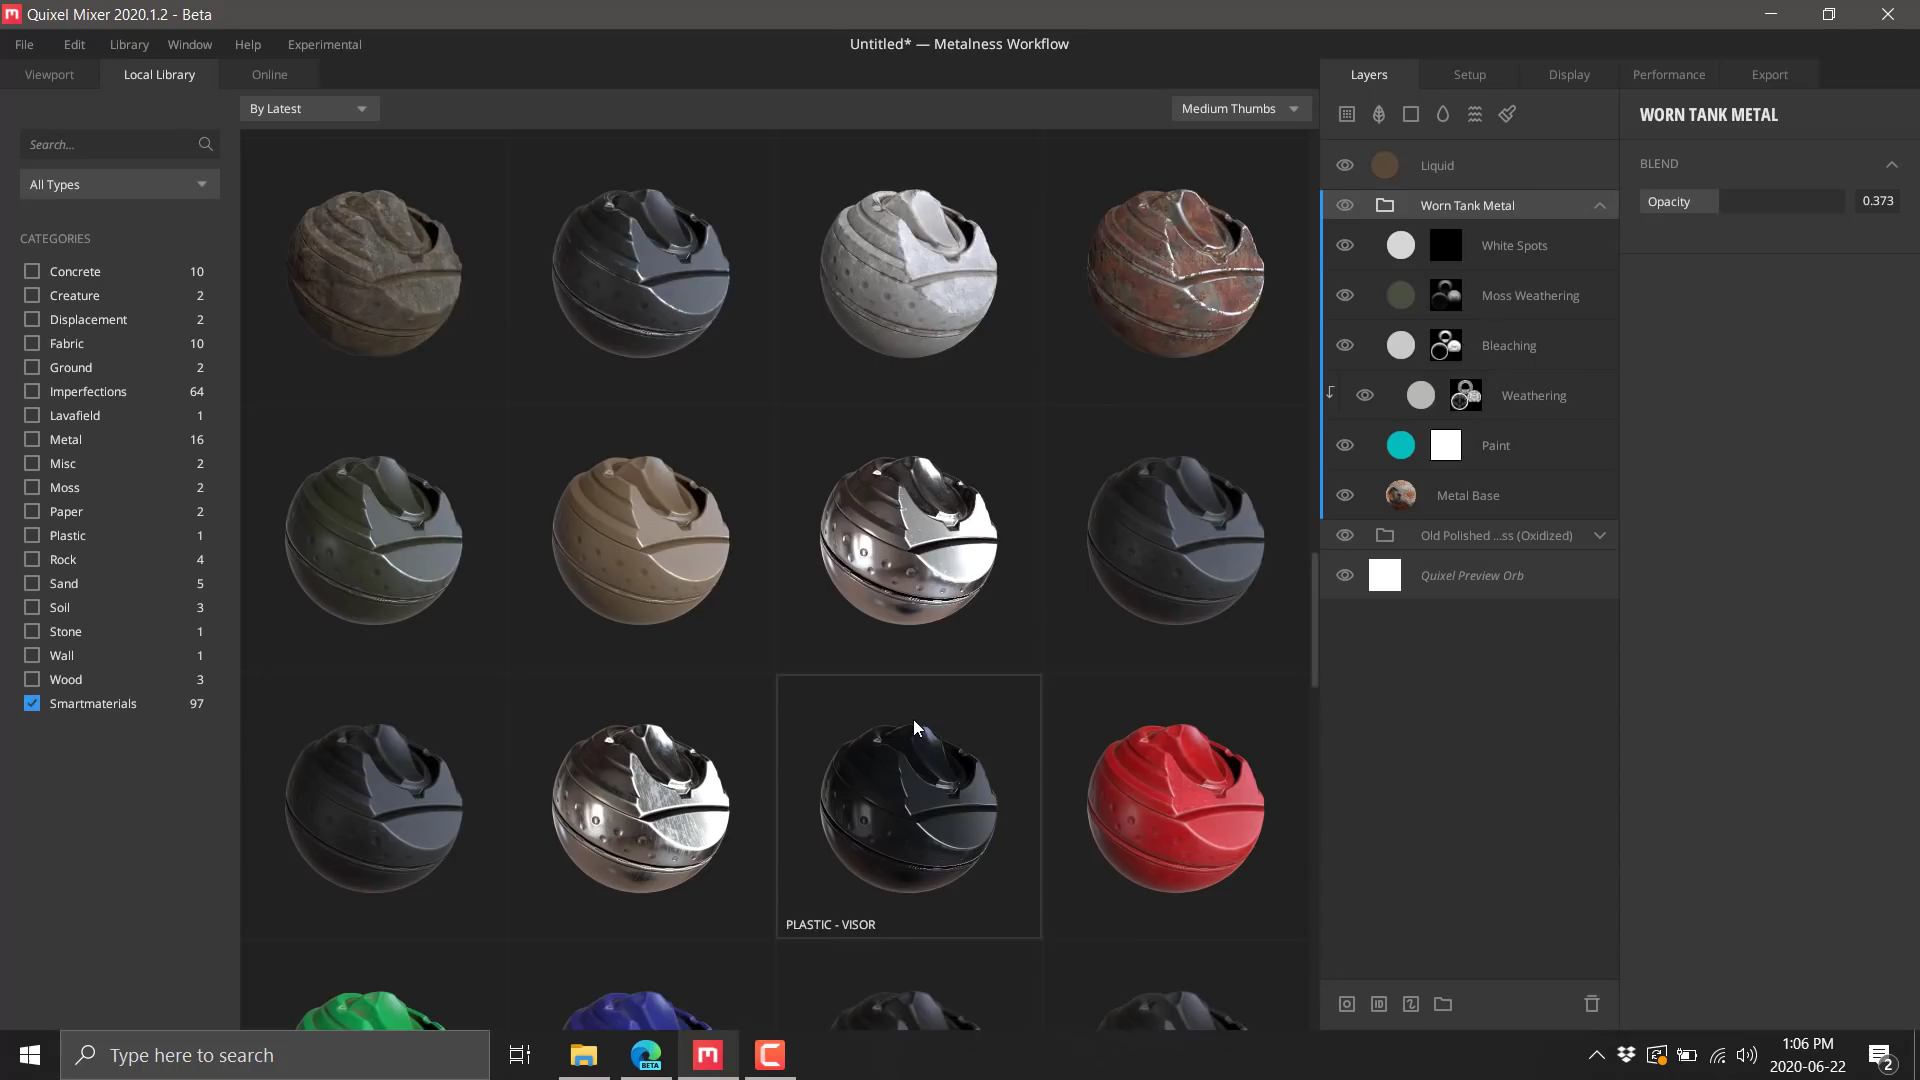 Quixel Mixer 2020.1.2 - Beta
File Edit Library Window Help Experimental
Untitled* — Metalness Workflow
Viewport Local Library Online
Layers Setup Display Performance Export
By Latest
Medium Thumbs
Search...
All Types
CATEGORIES
Concrete 10
Creature 2
Displacement 2
Fabric 10
Ground 2
Imperfections 64
Lavafield 1
Metal 16
Misc 2
Moss 2
Paper 2
Plastic 1
Rock 4
Sand 5
Soil 3
Stone 1
Wall 1
Wood 3
Smartmaterials 97
PLASTIC - VISOR
Liquid
Worn Tank Metal
White Spots
Moss Weathering
Bleaching
Weathering
Paint
Metal Base
Old Polished ...ss (Oxidized)
Quixel Preview Orb
WORN TANK METAL
BLEND
Opacity 0.373
ID
Type here to search
BETA
1:06 PM
2020-06-22
2